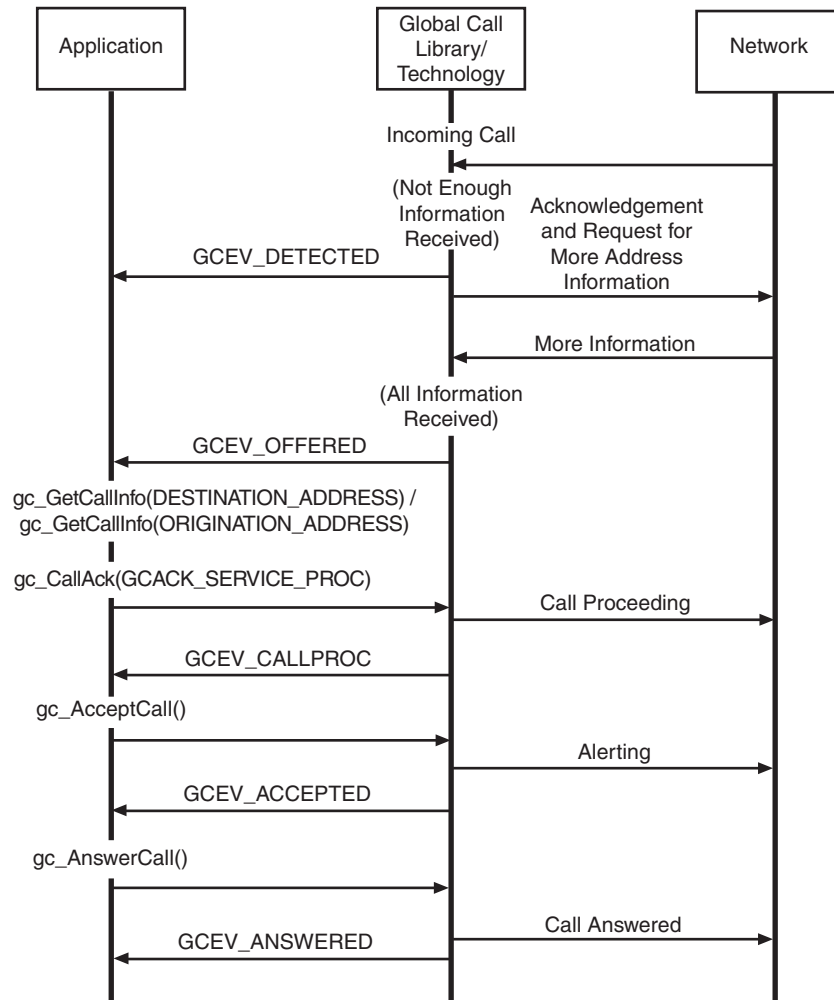 Application
Global Call
Library/
Technology
Network
Incoming Call
(Not Enough
Information
Received)
Acknowledgement
and Request for
More Address
Information
GCEV_DETECTED
More Information
(All Information
Received)
GCEV_OFFERED
gc_GetCallInfo(DESTINATION_ADDRESS) /
gc_GetCallInfo(ORIGINATION_ADDRESS)
gc_CallAck(GCACK_SERVICE_PROC)
Call Proceeding
GCEV_CALLPROC
gc_AcceptCall()
Alerting
GCEV_ACCEPTED
gc_AnswerCall()
Call Answered
GCEV_ANSWERED